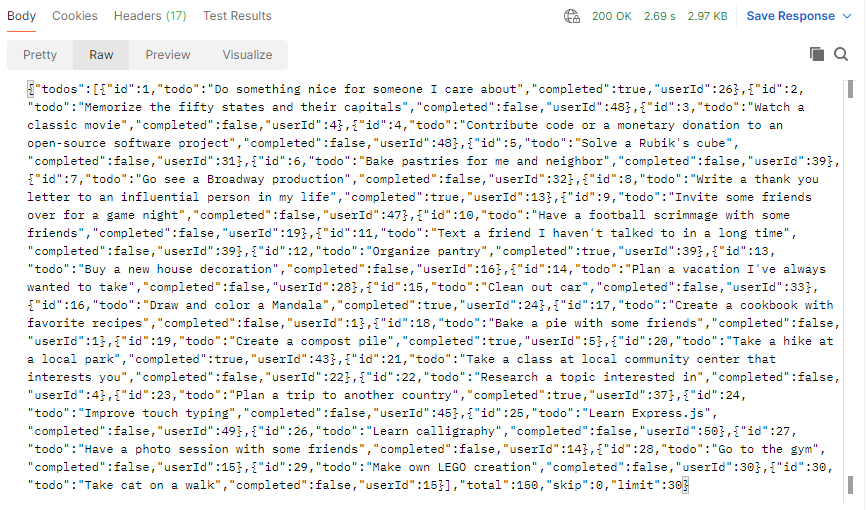 Body Cookies Headers (17) Test Results 200 OK 2.69 s 2.97 KB Save Response
Pretty Raw Preview Visualize
{"todos":[{"id":1,"todo":"Do something nice for someone I care about","completed":true,"userId":26},{"id":2,
"todo":"Memorize the fifty states and their capitals","completed":false,"userId":48},{"id":3,"todo":"Watch a
classic movie","completed":false,"userId":4},{"id":4,"todo":"Contribute code or a monetary donation to an
open-source software project","completed":false,"userId":48},{"id":5,"todo":"Solve a Rubik's cube",
"completed":false,"userId":31},{"id":6,"todo":"Bake pastries for me and neighbor","completed":false,"userId":39},
{"id":7,"todo":"Go see a Broadway production","completed":false,"userId":32},{"id":8,"todo":"Write a thank you
letter to an influential person in my life","completed":true,"userId":13},{"id":9,"todo":"Invite some friends
over for a game night","completed":false,"userId":47},{"id":10,"todo":"Have a football scrimmage with some
friends","completed":false,"userId":19},{"id":11,"todo":"Text a friend I haven't talked to in a long time",
"completed":false,"userId":39},{"id":12,"todo":"Organize pantry","completed":true,"userId":39},{"id":13,
"todo":"Buy a new house decoration","completed":false,"userId":16},{"id":14,"todo":"Plan a vacation I've always
wanted to take","completed":false,"userId":28},{"id":15,"todo":"Clean out car","completed":false,"userId":33},
{"id":16,"todo":"Draw and color a Mandala","completed":true,"userId":24},{"id":17,"todo":"Create a cookbook with
favorite recipes","completed":false,"userId":1},{"id":18,"todo":"Bake a pie with some friends","completed":false,
"userId":1},{"id":19,"todo":"Create a compost pile","completed":true,"userId":5},{"id":20,"todo":"Take a hike at
a local park","completed":true,"userId":43},{"id":21,"todo":"Take a class at local community center that
interests you","completed":false,"userId":22},{"id":22,"todo":"Research a topic interested in","completed":false,
"userId":4},{"id":23,"todo":"Plan a trip to another country","completed":true,"userId":37},{"id":24,
"todo":"Improve touch typing","completed":false,"userId":45},{"id":25,"todo":"Learn Express.js",
"completed":false,"userId":49},{"id":26,"todo":"Learn calligraphy","completed":false,"userId":50},{"id":27,
"todo":"Have a photo session with some friends","completed":false,"userId":14},{"id":28,"todo":"Go to the gym",
"completed":false,"userId":15},{"id":29,"todo":"Make own LEGO creation","completed":false,"userId":30},{"id":30,
"todo":"Take cat on a walk","completed":false,"userId":15}],"total":150,"skip":0,"limit":30}